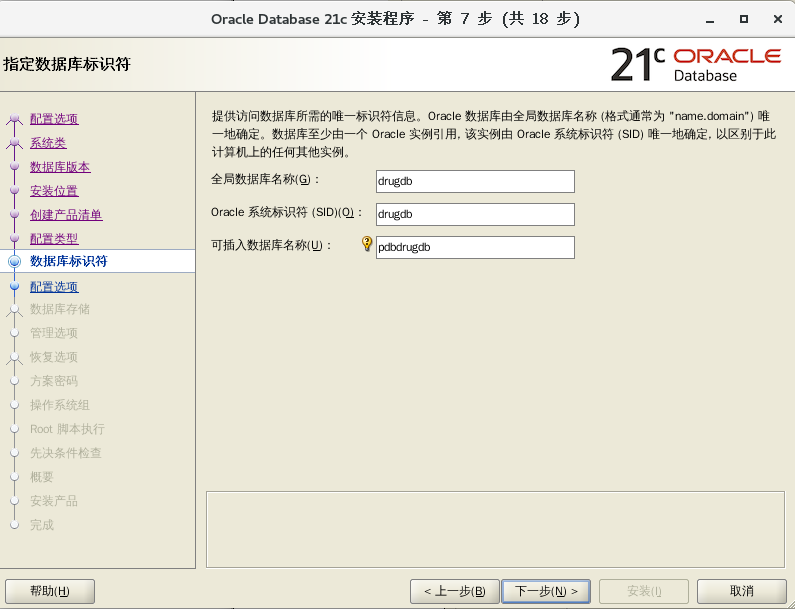 Oracle Database 21c 安装程序 - 第 7 步 (共 18 步)
指定数据库标识符
21c ORACLE
Database
配置选项
系统类
数据库版本
安装位置
创建产品清单
配置类型
数据库标识符
配置选项
数据库存储
管理选项
恢复选项
方案密码
操作系统组
Root 脚本执行
先决条件检查
概要
安装产品
完成
提供访问数据库所需的唯一标识符信息。Oracle 数据库由全局数据库名称 (格式通常为 "name.domain") 唯
一地确定。数据库至少由一个 Oracle 实例引用, 该实例由 Oracle 系统标识符 (SID) 唯一地确定, 以区别于此
计算机上的任何其他实例。
全局数据库名称(G)： drugdb
Oracle 系统标识符 (SID)(O)： drugdb
可插入数据库名称(U)： pdbdrugdb
帮助(H) < 上一步(B) 下一步(N) > 安装(I) 取消